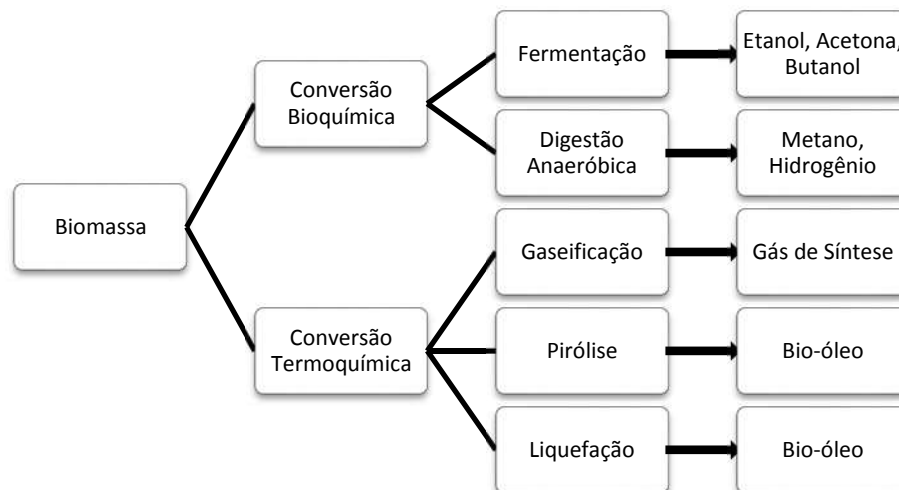 Biomassa
Conversão
Bioquímica
Fermentação
Etanol, Acetona,
Butanol
Digestão
Anaeróbica
Metano,
Hidrogênio
Conversão
Termoquímica
Gaseificação
Gás de Síntese
Pirólise
Bio-óleo
Liquefação
Bio-óleo